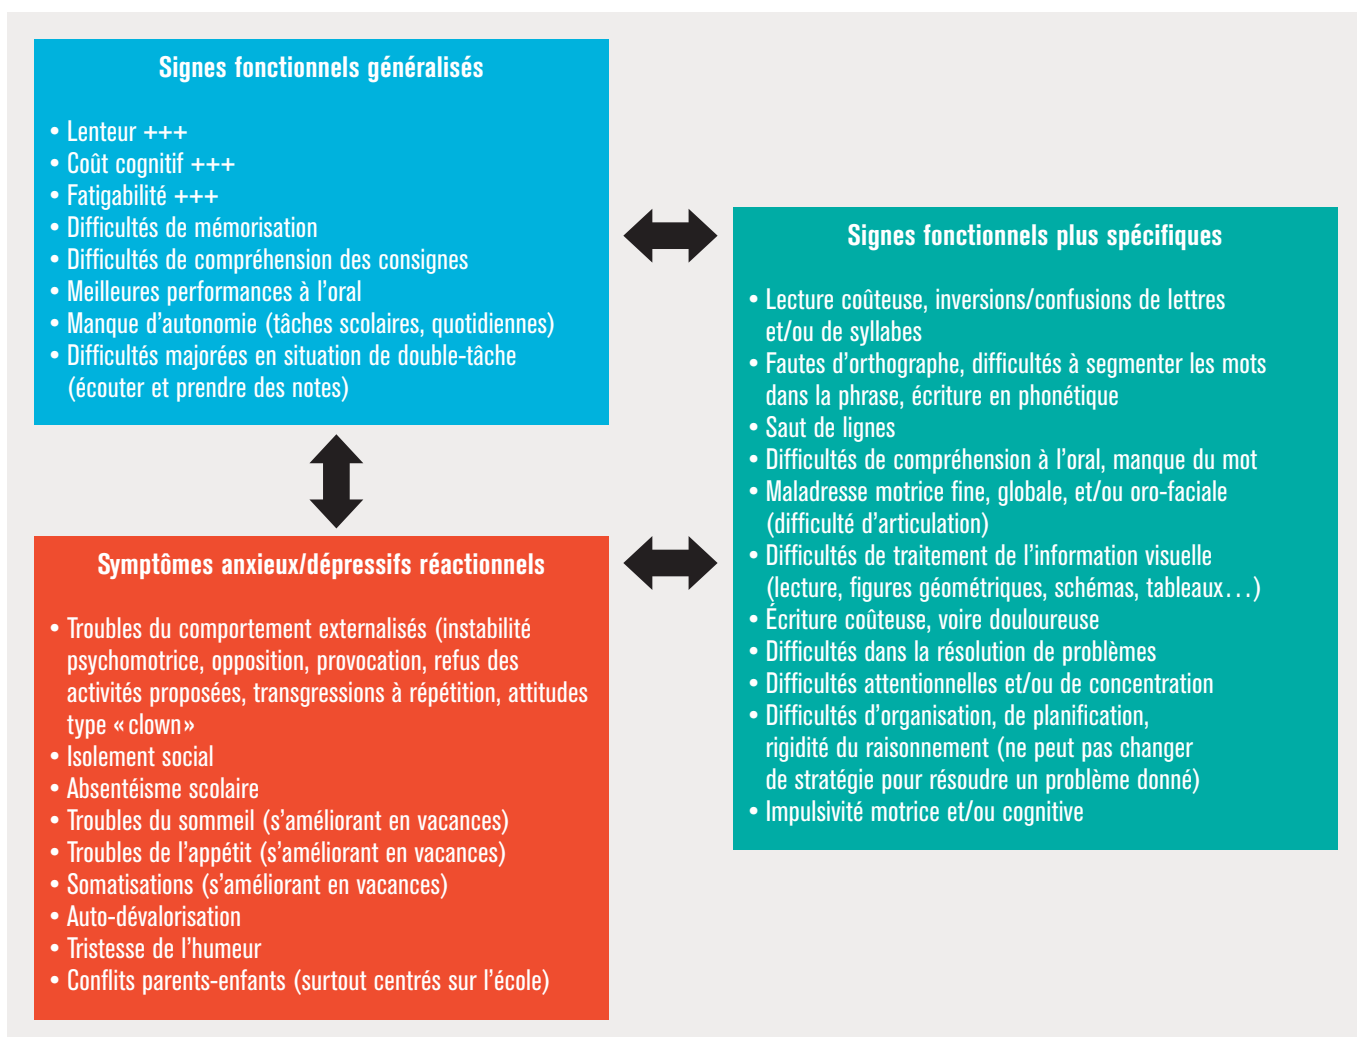 Signes fonctionnels généralisés
• Lenteur +++
• Coût cognitif +++
• Fatigabilité +++
• Difficultés de mémorisation
• Difficultés de compréhension des consignes
• Meilleures performances à l’oral
• Manque d’autonomie (tâches scolaires, quotidiennes)
• Difficultés majorées en situation de double-tâche
(écouter et prendre des notes)
Signes fonctionnels plus spécifiques
• Lecture coûteuse, inversions/confusions de lettres
et/ou de syllabes
• Fautes d’orthographe, difficultés à segmenter les mots
dans la phrase, écriture en phonétique
• Saut de lignes
• Difficultés de compréhension à l’oral, manque du mot
• Maladresse motrice fine, globale, et/ou oro-faciale
(difficulté d’articulation)
• Difficultés de traitement de l’information visuelle
(lecture, figures géométriques, schémas, tableaux…)
• Écriture coûteuse, voire douloureuse
• Difficultés dans la résolution de problèmes
• Difficultés attentionnelles et/ou de concentration
• Difficultés d’organisation, de planification,
rigidité du raisonnement (ne peut pas changer
de stratégie pour résoudre un problème donné)
• Impulsivité motrice et/ou cognitive
Symptômes anxieux/dépressifs réactionnels
• Troubles du comportement externalisés (instabilité
psychomotrice, opposition, provocation, refus des
activités proposées, transgressions à répétition, attitudes
type «clown»
• Isolement social
• Absentéisme scolaire
• Troubles du sommeil (s’améliorant en vacances)
• Troubles de l’appétit (s’améliorant en vacances)
• Somatisations (s’améliorant en vacances)
• Auto-dévalorisation
• Tristesse de l’humeur
• Conflits parents-enfants (surtout centrés sur l’école)